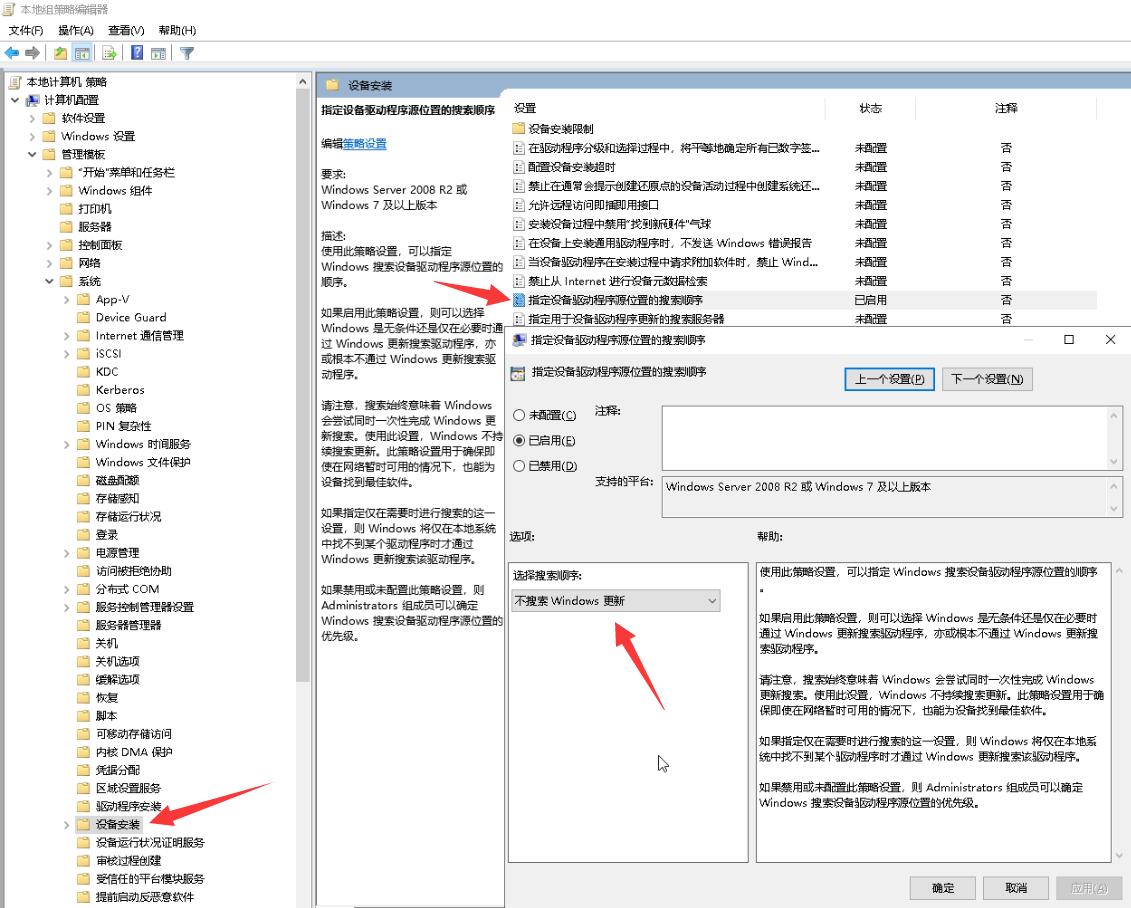 本地组策略编辑器
文件(F) 操作(A) 查看(V) 帮助(H)
本地计算机 策略
计算机配置
软件设置
Windows 设置
管理模板
"开始"菜单和任务栏
Windows 组件
打印机
服务器
控制面板
网络
系统
App-V
Device Guard
Internet 通信管理
iSCSI
KDC
Kerberos
OS 策略
PIN 复杂性
Windows 时间服务
Windows 文件保护
磁盘配额
存储感知
存储运行状况
登录
电源管理
访问被拒绝协助
分布式 COM
服务控制管理器设置
服务器管理器
关机
关机选项
缓解选项
恢复
脚本
可移动存储访问
内核 DMA 保护
凭据分配
区域设置服务
驱动程序安装
设备安装
设备运行状况证明服务
审核过程创建
受信任的平台模块服务
提前启动反恶意软件
设备安装
指定设备驱动程序源位置的搜索顺序
编辑策略设置
要求:
Windows Server 2008 R2 或
Windows 7 及以上版本
描述:
使用此策略设置，可以指定
Windows 搜索设备驱动程序源位置的
顺序。
如果启用此策略设置，则可以选择
Windows 是无条件还是仅在必要时通
过 Windows 更新搜索驱动程序，亦
或根本不通过 Windows 更新搜索驱
动程序。
请注意，搜索始终意味着 Windows
会尝试同时一次性完成 Windows 更
新搜索。使用此设置，Windows 不持
续搜索更新。此策略设置用于确保即
使在网络暂时可用的情况下，也能为
设备找到最佳软件。
如果指定仅在需要时进行搜索的这一
设置，则 Windows 将仅在本地系统
中找不到某个驱动程序时才通过
Windows 更新搜索该驱动程序。
如果禁用或未配置此策略设置，则
Administrators 组成员可以确定
Windows 搜索设备驱动程序源位置的
优先级。
设置 状态 注释
设备安装限制
在驱动程序分级和选择过程中，将平等地确定所有已数字签... 未配置 否
配置设备安装超时 未配置 否
禁止在通常会提示创建还原点的设备活动过程中创建系统还... 未配置 否
允许远程访问即插即用接口 未配置 否
安装设备过程中禁用"找到新硬件"气球 未配置 否
在设备上安装通用驱动程序时，不发送 Windows 错误报告 未配置 否
当设备驱动程序在安装过程中请求附加软件时，禁止 Wind... 未配置 否
禁止从 Internet 进行设备元数据检索 未配置 否
指定设备驱动程序源位置的搜索顺序 已启用 否
指定用于设备驱动程序更新的搜索服务器 未配置 否
指定设备驱动程序源位置的搜索顺序
指定设备驱动程序源位置的搜索顺序
上一个设置(P) 下一个设置(N)
未配置(C) 注释:
已启用(E)
已禁用(D)
支持的平台: Windows Server 2008 R2 或 Windows 7 及以上版本
选项: 帮助:
选择搜索顺序:
不搜索 Windows 更新
使用此策略设置，可以指定 Windows 搜索设备驱动程序源位置的顺序
。
如果启用此策略设置，则可以选择 Windows 是无条件还是仅在必要时
通过 Windows 更新搜索驱动程序，亦或根本不通过 Windows 更新搜
索驱动程序。
请注意，搜索始终意味着 Windows 会尝试同时一次性完成 Windows
更新搜索。使用此设置，Windows 不持续搜索更新。此策略设置用于确
保即使在网络暂时可用的情况下，也能为设备找到最佳软件。
如果指定仅在需要时进行搜索的这一设置，则 Windows 将仅在本地系
统中找不到某个驱动程序时才通过 Windows 更新搜索该驱动程序。
如果禁用或未配置此策略设置，则 Administrators 组成员可以确定
Windows 搜索设备驱动程序源位置的优先级。
确定 取消 应用(A)